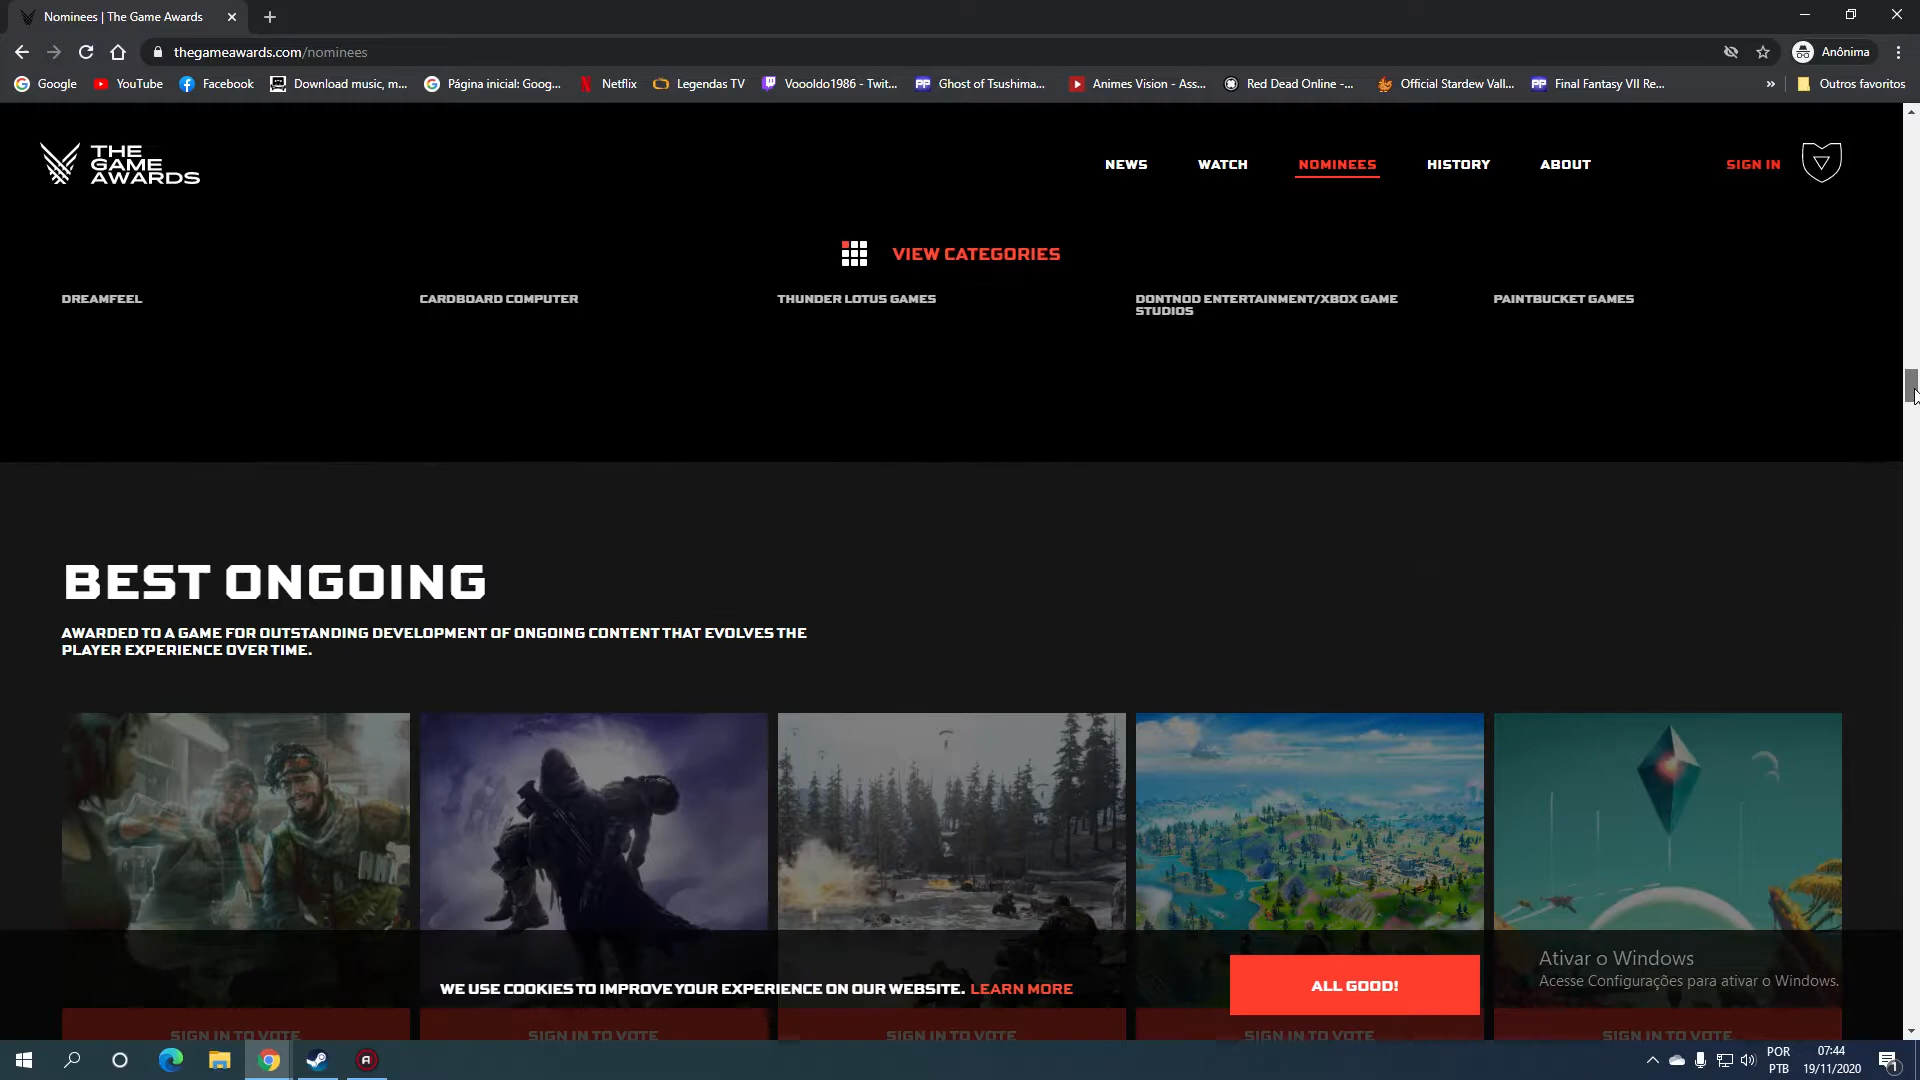 Nominees | The Game Awards
thegameawards.com/nominees
Anônima
Google
YouTube
Facebook
Download music, m...
Página inicial: Goog...
Netflix
Legendas TV
Voooldo1986 - Twit...
Ghost of Tsushima...
Animes Vision - Ass...
Red Dead Online -...
Official Stardew Vall...
Final Fantasy VII Re...
»
Outros favoritos
THE
GAME
AWARDS
NEWS
WATCH
NOMINEES
HISTORY
ABOUT
SIGN IN
VIEW CATEGORIES
DREAMFEEL
CARDBOARD COMPUTER
THUNDER LOTUS GAMES
DONTNOD ENTERTAINMENT/XBOX GAME
STUDIOS
PAINTBUCKET GAMES
BEST ONGOING
AWARDED TO A GAME FOR OUTSTANDING DEVELOPMENT OF ONGOING CONTENT THAT EVOLVES THE
PLAYER EXPERIENCE OVER TIME.
WE USE COOKIES TO IMPROVE YOUR EXPERIENCE ON OUR WEBSITE. LEARN MORE
ALL GOOD!
Ativar o Windows
Acesse Configurações para ativar o Windows.
SIGN IN TO VOTE
SIGN IN TO VOTE
SIGN IN TO VOTE
SIGN IN TO VOTE
SIGN IN TO VOTE
POR
PTB
07:44
19/11/2020
1